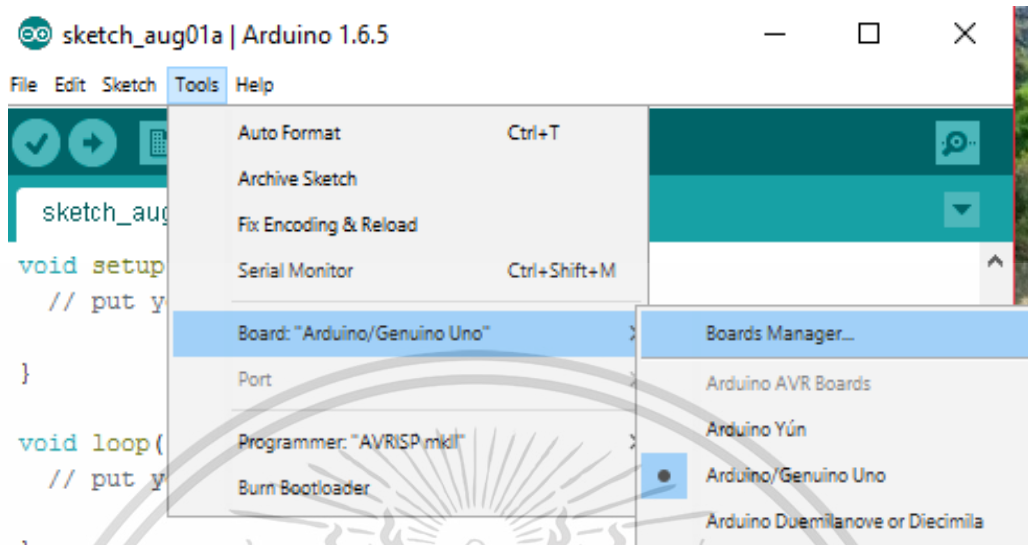 sketch_aug01a | Arduino 1.6.5
File Edit Sketch Tools Help
Auto Format Ctrl+T
Archive Sketch
sketch_aug
Fix Encoding & Reload
void setup
Serial Monitor Ctrl+Shift+M
// put y
Board: "Arduino/Genuino Uno"
Boards Manager...
}
Port
Arduino AVR Boards
Arduino Yún
void loop(
Programmer: "AVRISP mkII"
Arduino/Genuino Uno
// put y
Burn Bootloader
Arduino Duemilanove or Diecimila